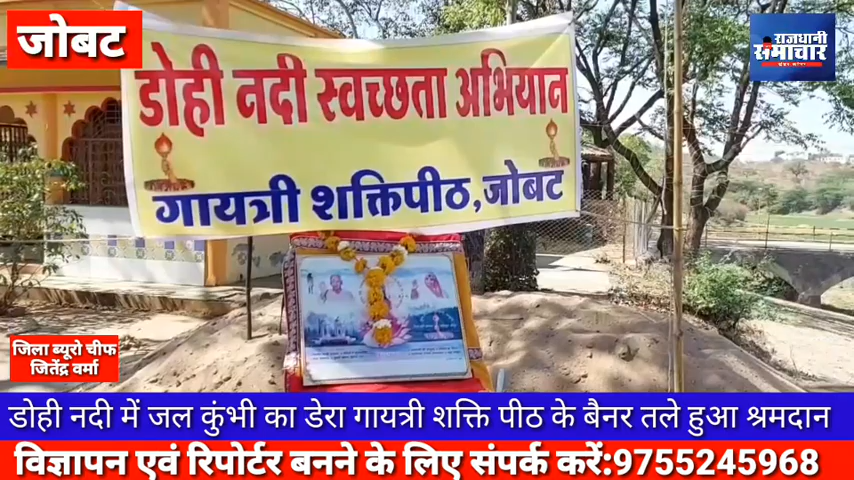 जोबट
राजधानी
समाचार
डोही नदी स्वच्छता अभियान
गायत्री शक्तिपीठ,जोबट
जिला ब्यूरो चीफ
जितेंद्र वर्मा
डोही नदी में जल कुंभी का डेरा गायत्री शक्ति पीठ के बैनर तले हुआ श्रमदान
विज्ञापन एवं रिपोर्टर बनने के लिए संपर्क करें:9755245968